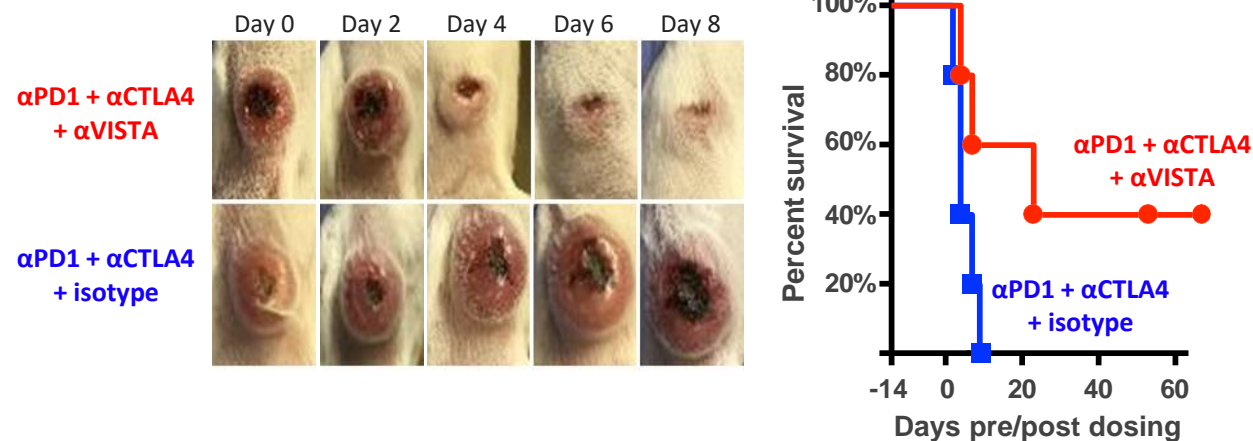 Day 0 Day 2 Day 4 Day 6 Day 8
αPD1 + αCTLA4
+ αVISTA
αPD1 + αCTLA4
+ isotype
100%
80%
60%
40%
20%
Percent survival
αPD1 + αCTLA4
+ αVISTA
αPD1 + αCTLA4
+ isotype
-14 0 20 40 60
Days pre/post dosing